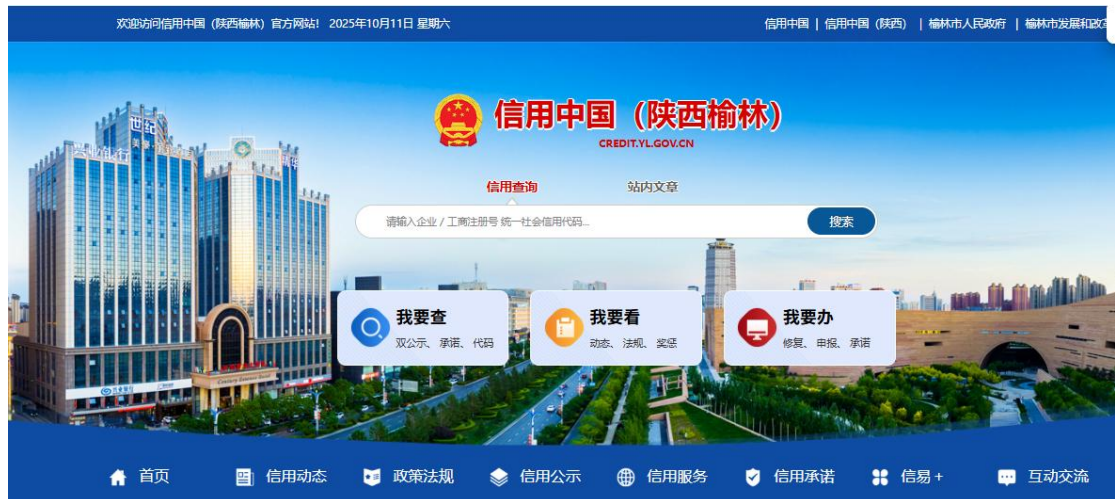 欢迎访问信用中国（陕西榆林）官方网站！ 2025年10月11日 星期六
信用中国 | 信用中国（陕西） | 榆林市人民政府 | 榆林市发展和改革
信用中国（陕西榆林）
CREDIT.YL.GOV.CN
信用查询 站内文章
请输入企业 / 工商注册号 统一社会信用代码...
搜索
世纪
兴业银行
我要查
双公示、承诺、代码
我要看
动态、法规、奖惩
我要办
修复、申报、承诺
首页 信用动态 政策法规 信用公示 信用服务 信用承诺 信易+ 互动交流